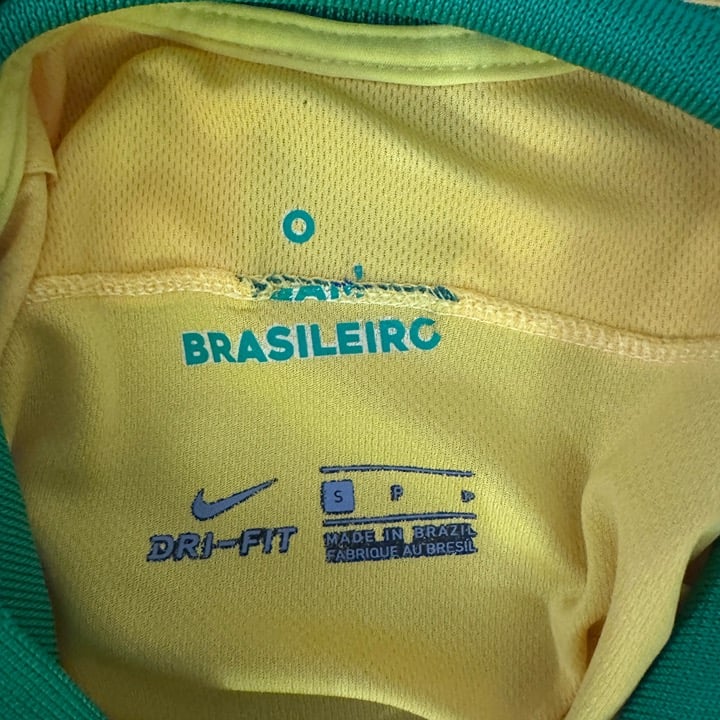 O
BRASILEIRO
DRI-FIT
S P P
MADE IN BRAZIL
FABRIQUE AU BRESIL